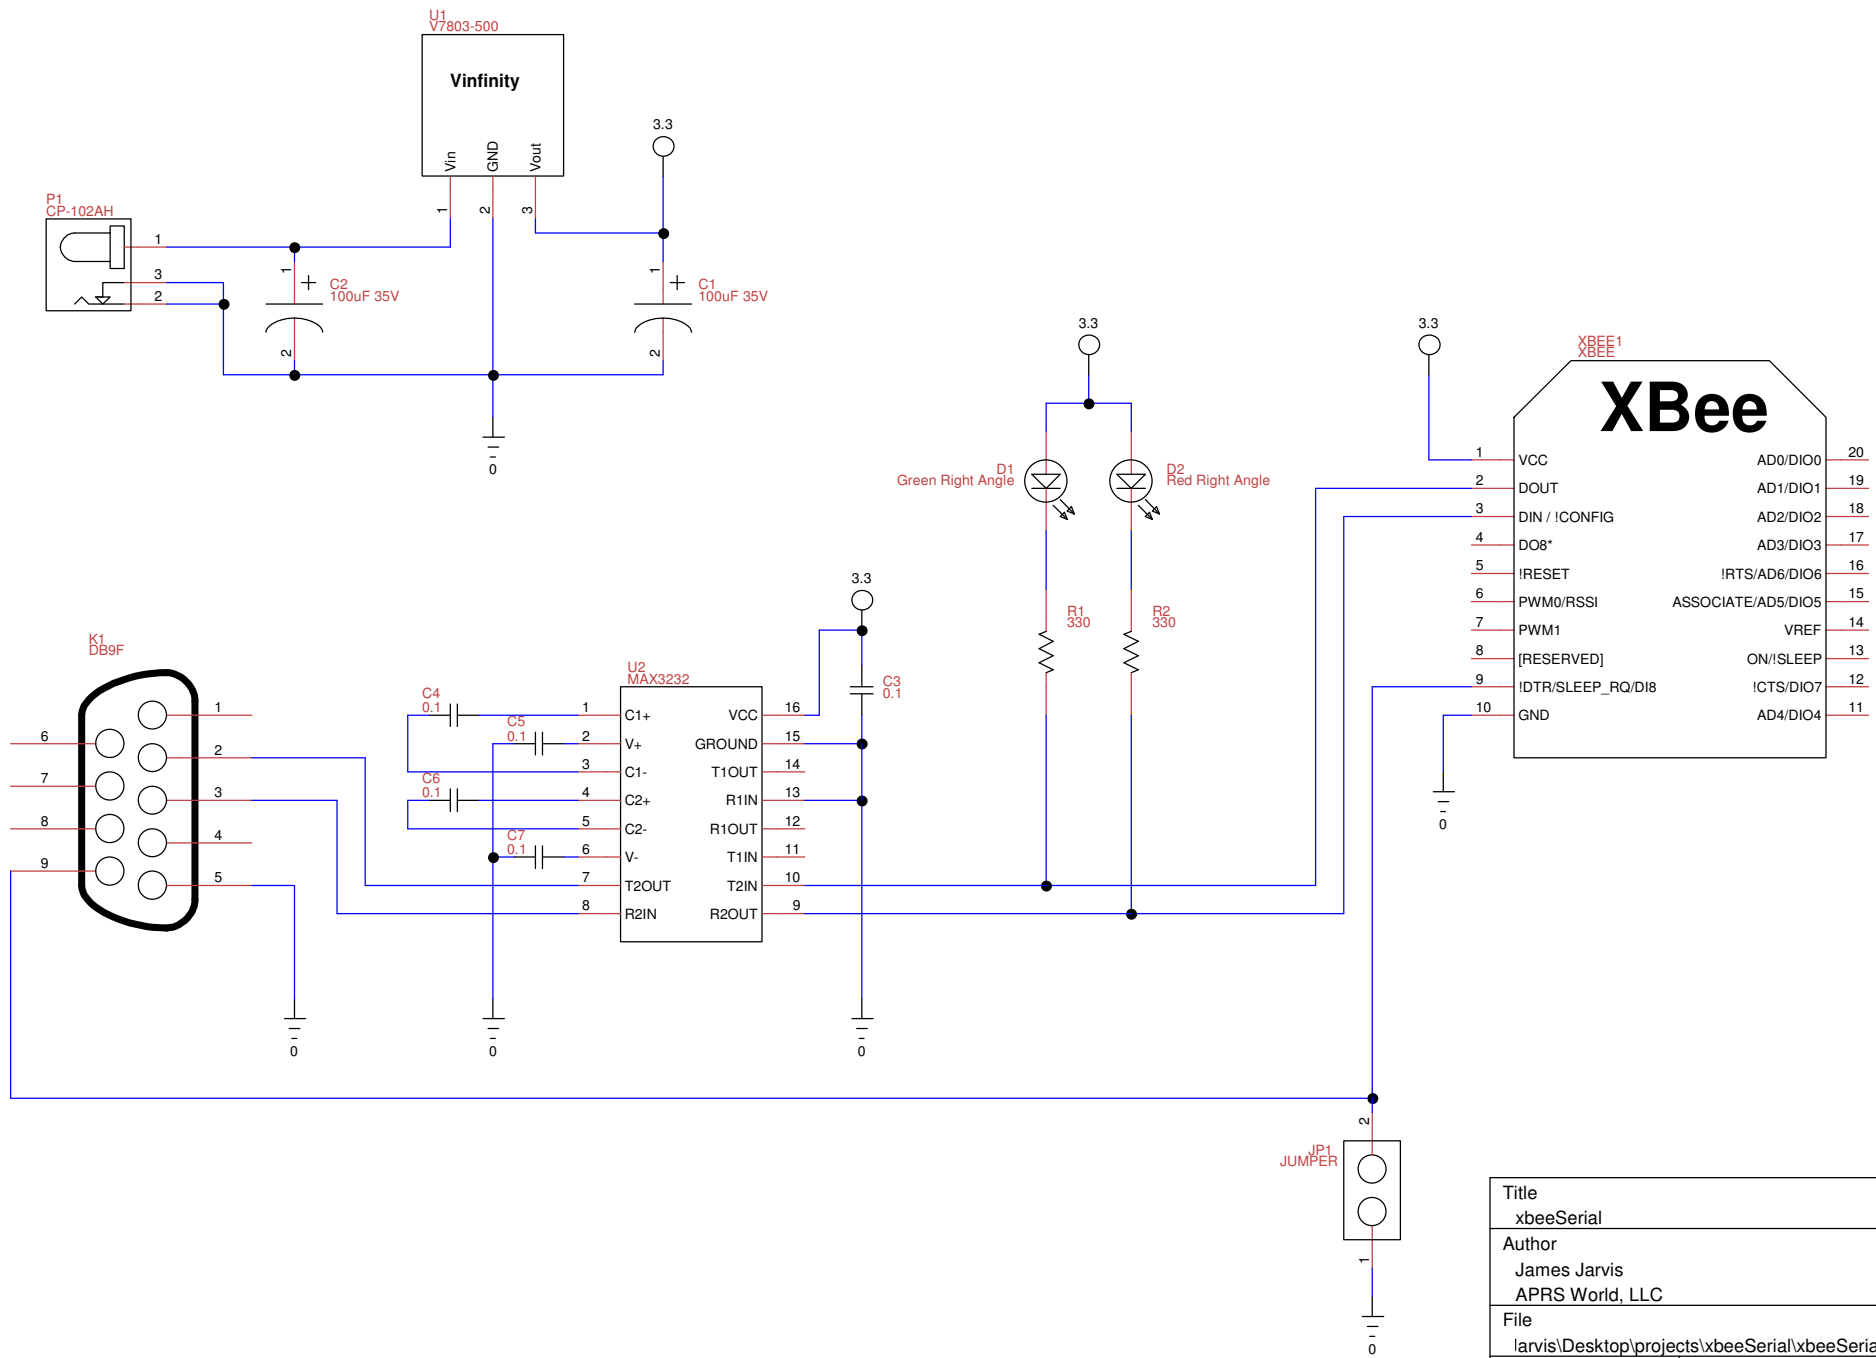 U1
V7803-500
Vinfinity
Vin
GND
Vout
1
2
3
3.3
P1
CP-102AH
1
3
2
1
C2
100uF 35V
2
1
C1
100uF 35V
2
0
3.3
3.3
D1
Green Right Angle
D2
Red Right Angle
R1
330
R2
330
XBEE1
XBEE
XBee
1 VCC AD0/DIO0 20
2 DOUT AD1/DIO1 19
3 DIN / !CONFIG AD2/DIO2 18
4 DO8* AD3/DIO3 17
5 !RESET !RTS/AD6/DIO6 16
6 PWM0/RSSI ASSOCIATE/AD5/DIO5 15
7 PWM1 VREF 14
8 [RESERVED] ON/!SLEEP 13
9 !DTR/SLEEP_RQ/DI8 !CTS/DIO7 12
10 GND AD4/DIO4 11
0
K1
DB9F
1
6
2
7
3
8
4
9
5
0
3.3
C3
0.1
U2
MAX3232
C4
0.1
C5
0.1
C6
0.1
C7
0.1
1 C1+ VCC 16
2 V+ GROUND 15
3 C1- T1OUT 14
4 C2+ R1IN 13
5 C2- R1OUT 12
6 V- T1IN 11
7 T2OUT T2IN 10
8 R2IN R2OUT 9
0
0
2
JP1
JUMPER
1
0
Title
xbeeSerial
Author
James Jarvis
APRS World, LLC
File
larvis\Desktop\projects\xbeeSerial\xbeeSeria